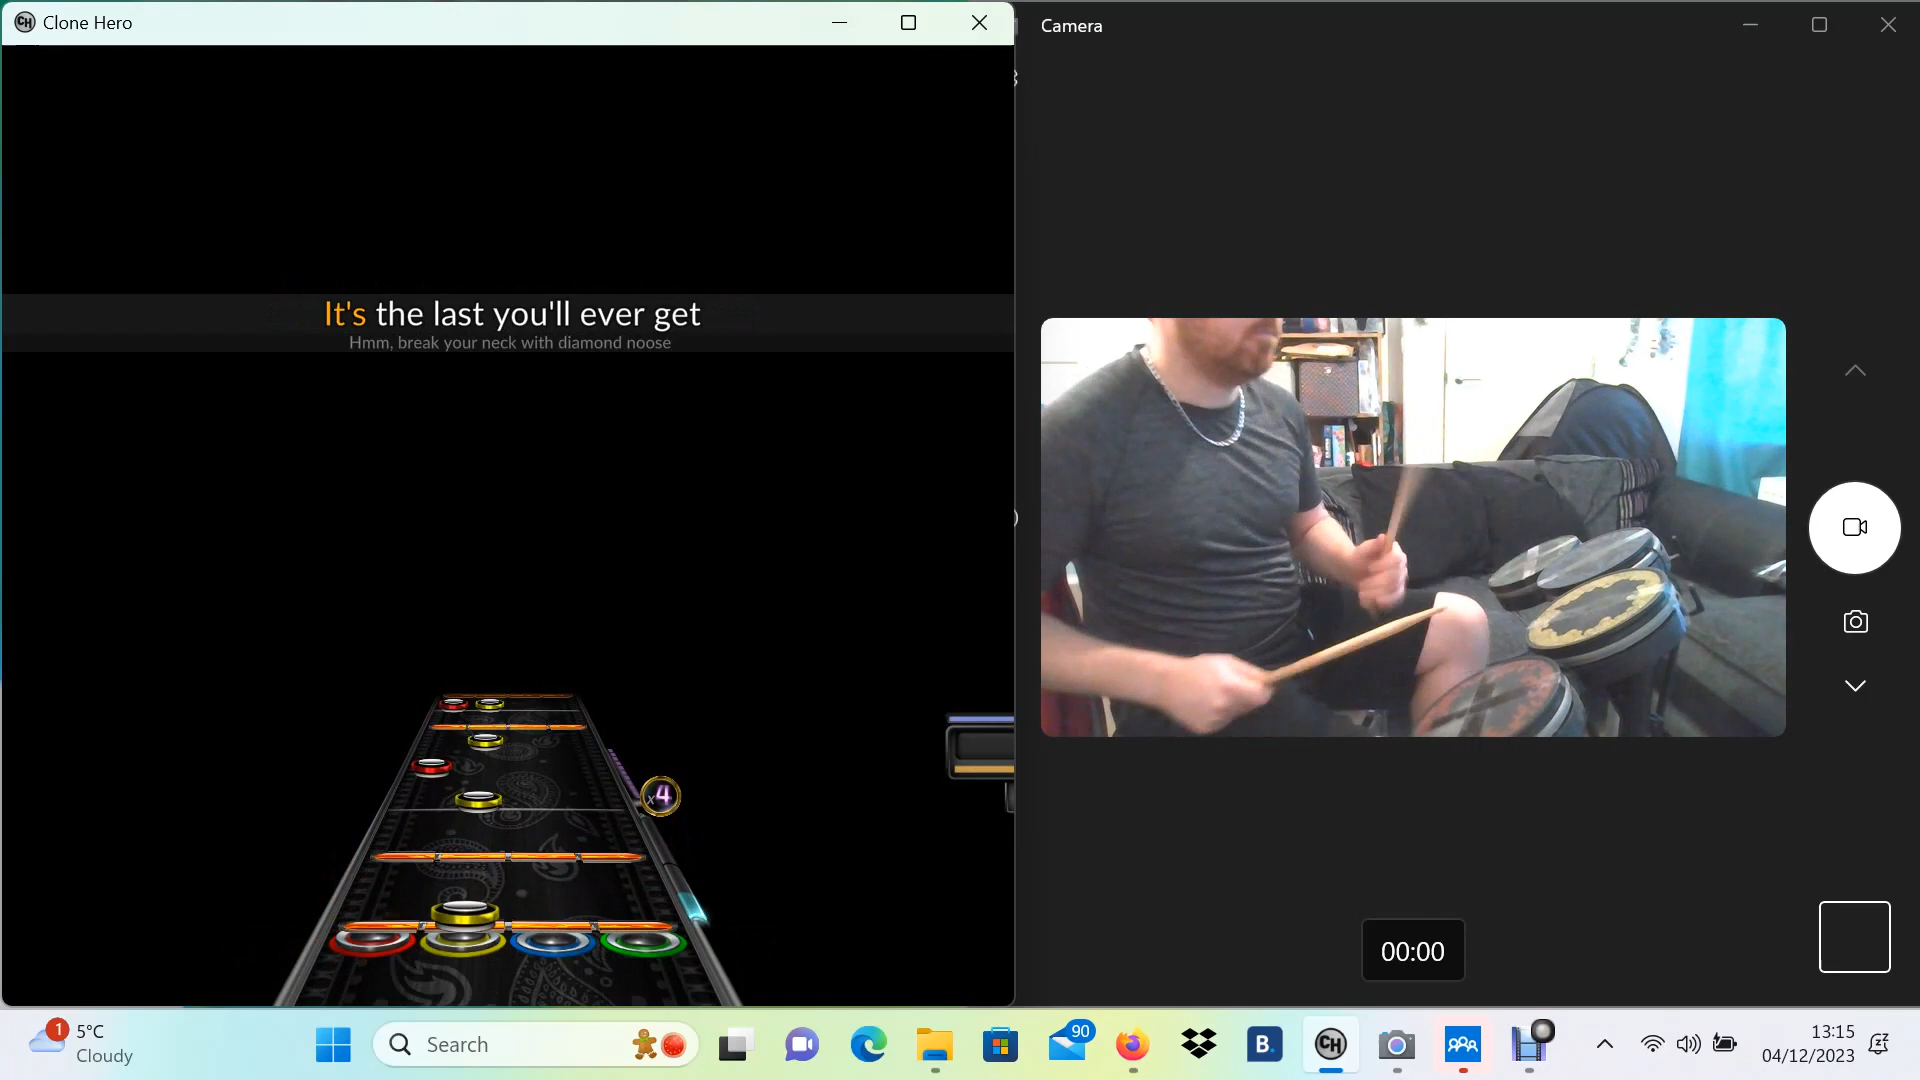 Clone Hero
Camera
It's the last you'll ever get
Hmm, break your neck with diamond noose
x4
00:00
1
5°C
Cloudy
Search
90
B.
CH
13:15
04/12/2023